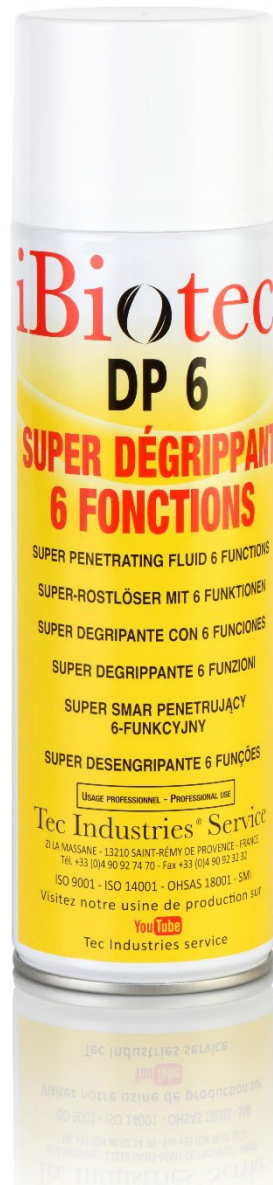 iBiotec
DP 6
SUPER DÉGRIPPANT
6 FONCTIONS
SUPER PENETRATING FLUID 6 FUNCTIONS
SUPER-ROSTLÖSER MIT 6 FUNKTIONEN
SUPER DEGRIPANTE CON 6 FUNCIONES
SUPER DEGRIPPANTE 6 FUNZIONI
SUPER SMAR PENETRUJĄCY
6-FUNKCYJNY
SUPER DESENGRIPANTE 6 FUNÇÕES
USAGE PROFESSIONNEL - PROFESSIONAL USE
Tec Industries® Service
ZI LA MASSANE - 13210 SAINT-RÉMY DE PROVENCE - FRANCE
Tél. +33 (0)4 90 92 74 70 - Fax +33 (0)4 90 92 32 32
ISO 9001 - ISO 14001 - OHSAS 18001 - SMI
Visitez notre usine de production sur
YouTube
Tec Industries service